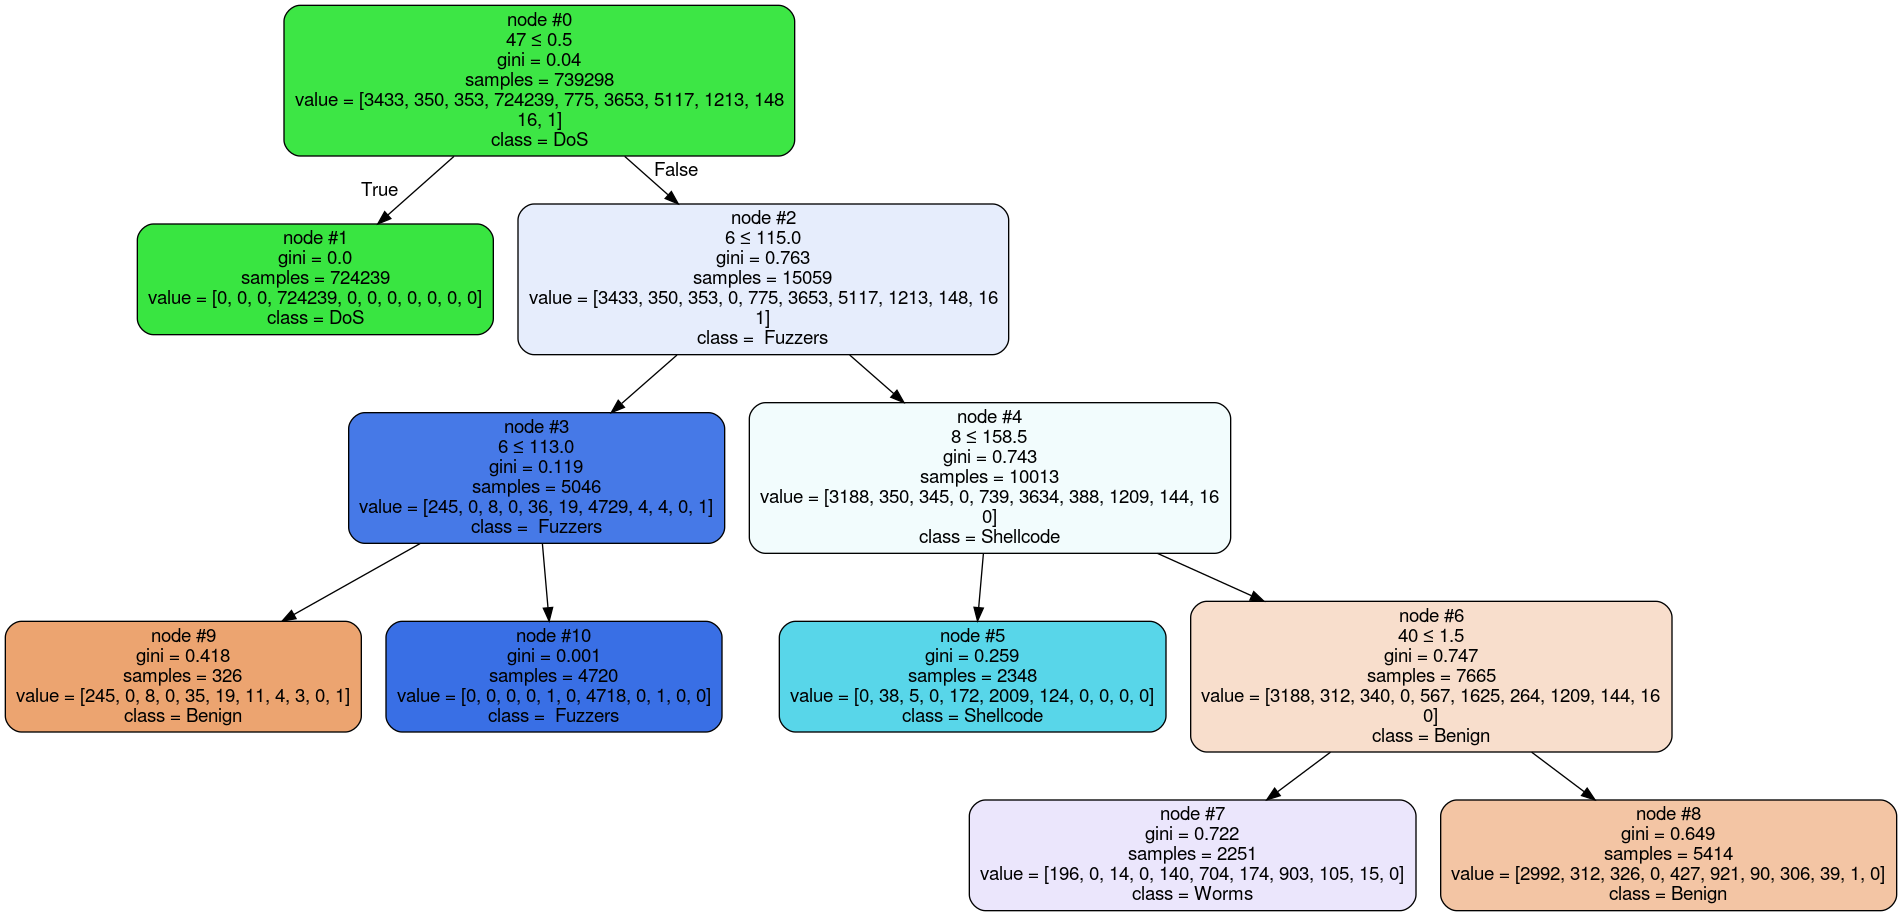 node #0
47 ≤ 0.5
gini = 0.04
samples = 739298
value = [3433, 350, 353, 724239, 775, 3653, 5117, 1213, 148
16, 1]
class = DoS
True
False
node #1
gini = 0.0
samples = 724239
value = [0, 0, 0, 724239, 0, 0, 0, 0, 0, 0, 0]
class = DoS
node #2
6 ≤ 115.0
gini = 0.763
samples = 15059
value = [3433, 350, 353, 0, 775, 3653, 5117, 1213, 148, 16
1]
class =  Fuzzers
node #3
6 ≤ 113.0
gini = 0.119
samples = 5046
value = [245, 0, 8, 0, 36, 19, 4729, 4, 4, 0, 1]
class =  Fuzzers
node #4
8 ≤ 158.5
gini = 0.743
samples = 10013
value = [3188, 350, 345, 0, 739, 3634, 388, 1209, 144, 16
0]
class = Shellcode
node #9
gini = 0.418
samples = 326
value = [245, 0, 8, 0, 35, 19, 11, 4, 3, 0, 1]
class = Benign
node #10
gini = 0.001
samples = 4720
value = [0, 0, 0, 0, 1, 0, 4718, 0, 1, 0, 0]
class =  Fuzzers
node #5
gini = 0.259
samples = 2348
value = [0, 38, 5, 0, 172, 2009, 124, 0, 0, 0, 0]
class = Shellcode
node #6
40 ≤ 1.5
gini = 0.747
samples = 7665
value = [3188, 312, 340, 0, 567, 1625, 264, 1209, 144, 16
0]
class = Benign
node #7
gini = 0.722
samples = 2251
value = [196, 0, 14, 0, 140, 704, 174, 903, 105, 15, 0]
class = Worms
node #8
gini = 0.649
samples = 5414
value = [2992, 312, 326, 0, 427, 921, 90, 306, 39, 1, 0]
class = Benign